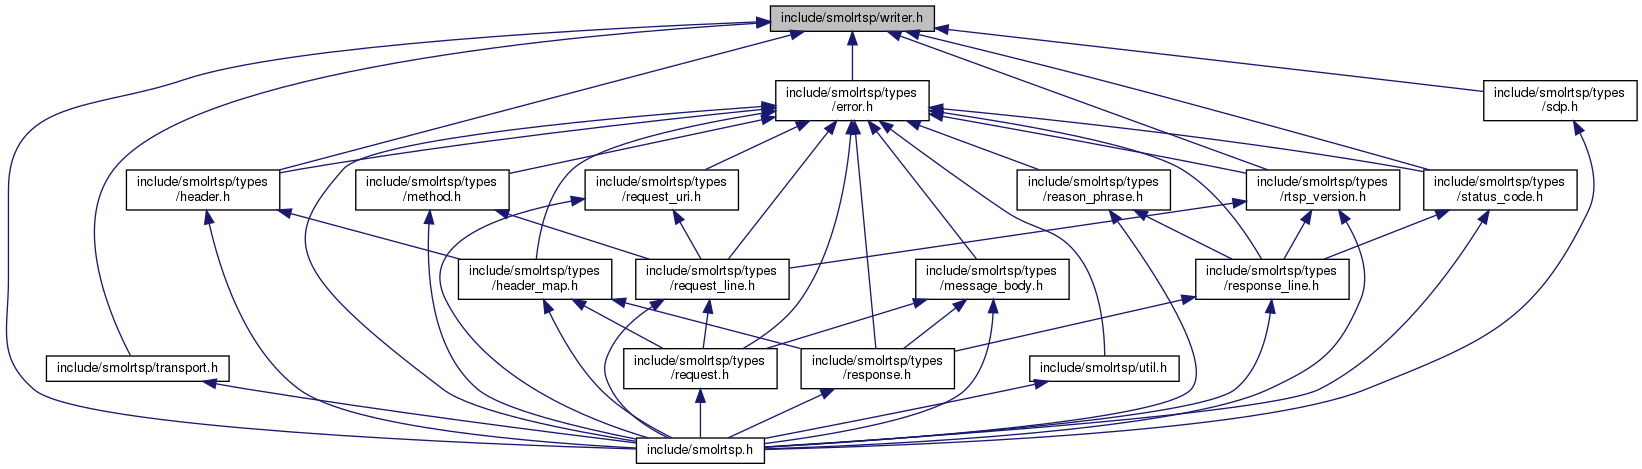 include/smolrtsp/writer.h
include/smolrtsp/types
/error.h
include/smolrtsp/types
/sdp.h
include/smolrtsp/types
/header.h
include/smolrtsp/types
/method.h
include/smolrtsp/types
/request_uri.h
include/smolrtsp/types
/reason_phrase.h
include/smolrtsp/types
/rtsp_version.h
include/smolrtsp/types
/status_code.h
include/smolrtsp/types
/header_map.h
include/smolrtsp/types
/request_line.h
include/smolrtsp/types
/message_body.h
include/smolrtsp/types
/response_line.h
include/smolrtsp/transport.h
include/smolrtsp/types
/request.h
include/smolrtsp/types
/response.h
include/smolrtsp/util.h
include/smolrtsp.h